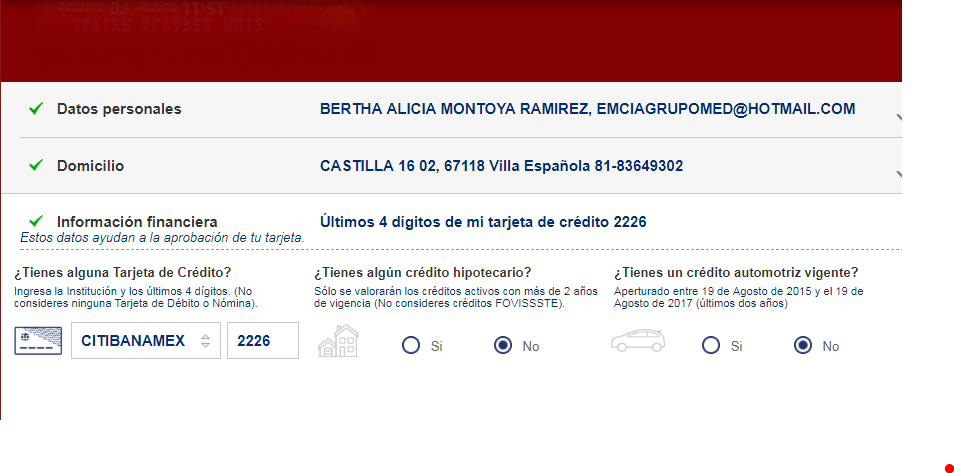 Datos personales BERTHA ALICIA MONTOYA RAMIREZ, EMCIAGRUPOMED@HOTMAIL.COM
Domicilio CASTILLA 16 02, 67118 Villa Española 81-83649302
Información financiera Últimos 4 dígitos de mi tarjeta de crédito 2226
Estos datos ayudan a la aprobación de tu tarjeta.
¿Tienes alguna Tarjeta de Crédito?
Ingresa la Institución y los últimos 4 dígitos. (No
consideres ninguna Tarjeta de Débito o Nómina).
CITIBANAMEX 2226
¿Tienes algún crédito hipotecario?
Sólo se valorarán los créditos activos con más de 2 años
de vigencia (No consideres créditos FOVISSSTE).
Si No
¿Tienes un crédito automotriz vigente?
Aperturado entre 19 de Agosto de 2015 y el 19 de
Agosto de 2017 (últimos dos años)
Si No